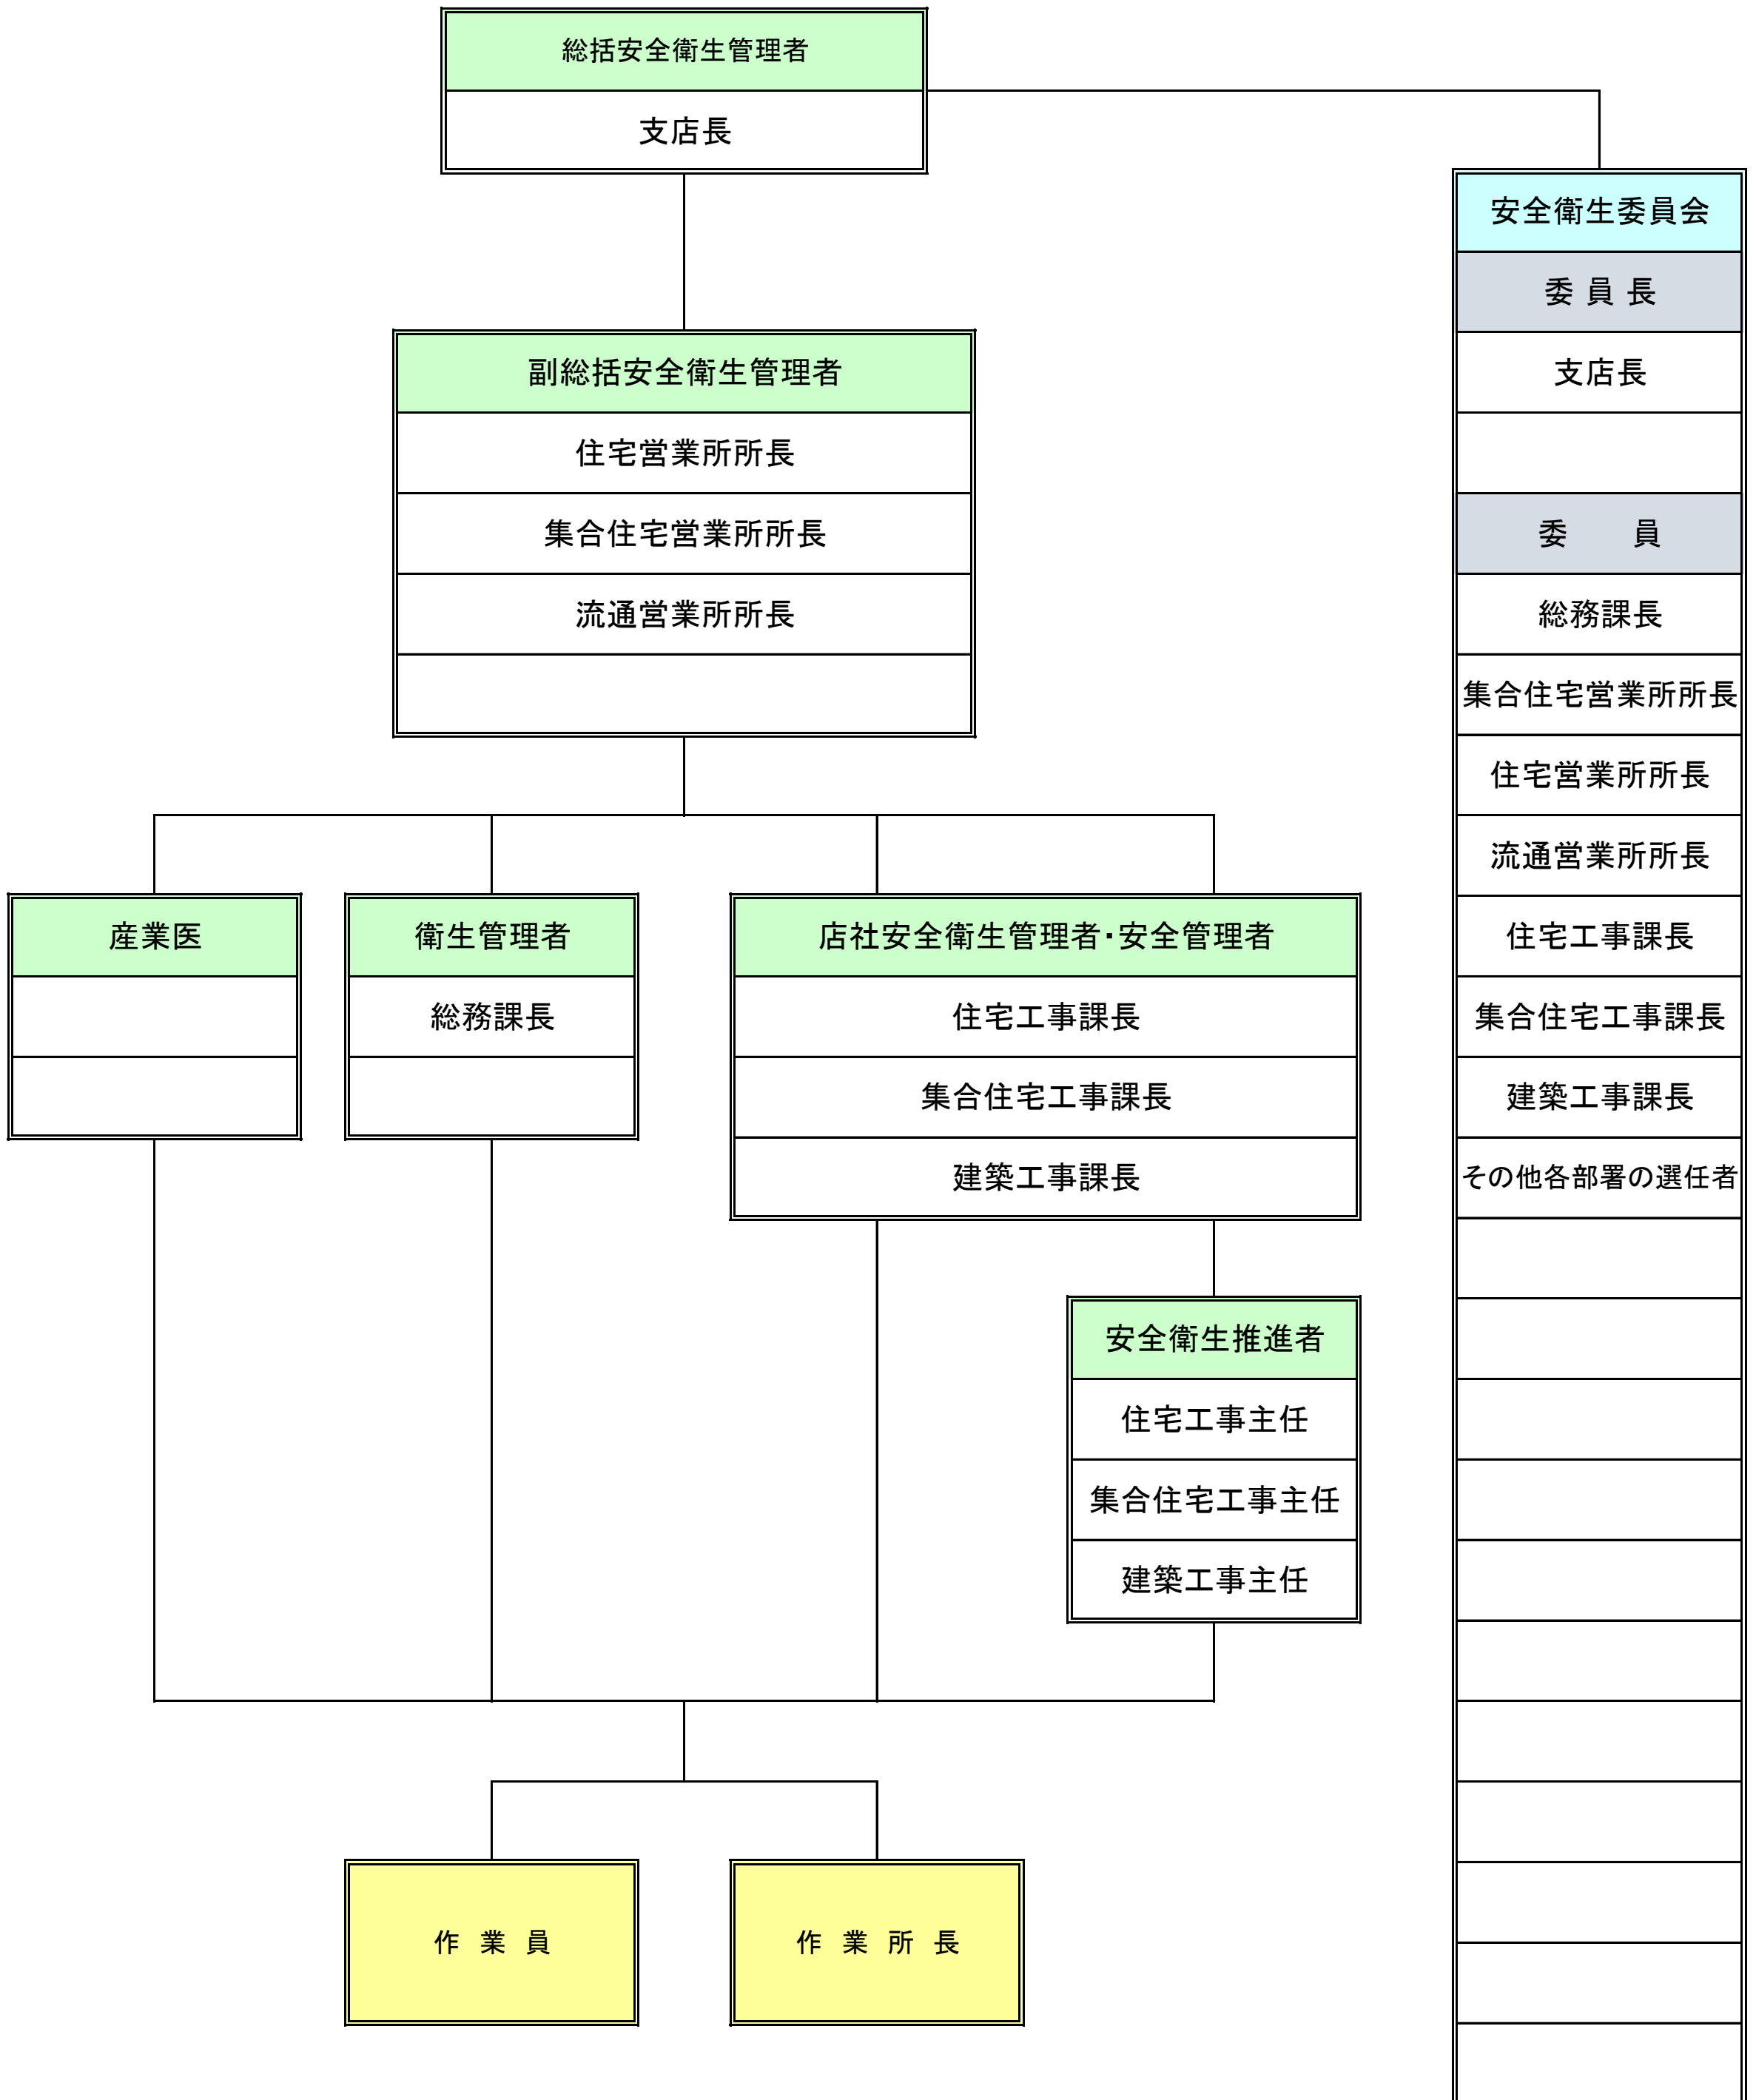 総括安全衛生管理者
支店長
副総括安全衛生管理者
住宅営業所所長
集合住宅営業所所長
流通営業所所長
産業医
衛生管理者
総務課長
店社安全衛生管理者・安全管理者
住宅工事課長
集合住宅工事課長
建築工事課長
安全衛生推進者
住宅工事主任
集合住宅工事主任
建築工事主任
作 業 員
作 業 所 長
安全衛生委員会
委 員 長
支店長
委　　員
総務課長
集合住宅営業所所長
住宅営業所所長
流通営業所所長
住宅工事課長
集合住宅工事課長
建築工事課長
その他各部署の選任者